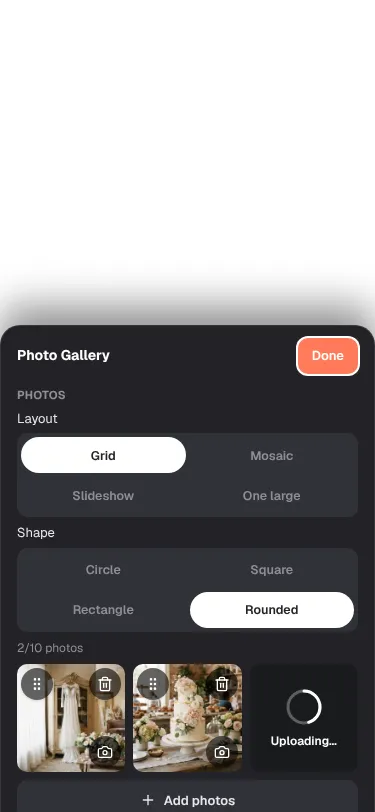 Photo Gallery
Done
PHOTOS
Layout
Grid
Mosaic
Slideshow
One large
Shape
Circle
Square
Rectangle
Rounded
2/10 photos
Uploading...
Add photos